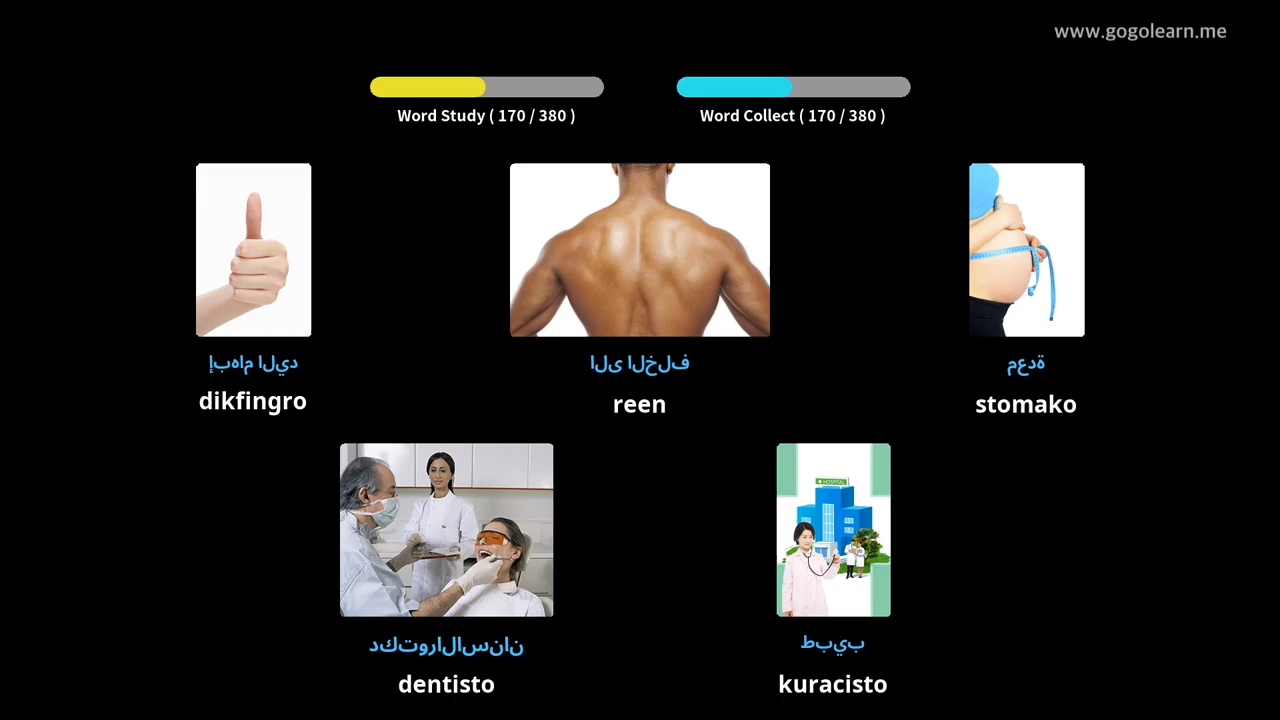 www.gogolearn.me
Word Study ( 170 / 380 )
Word Collect ( 170 / 380 )
إبهام اليد
الى الخلف
معدة
dikfingro
reen
stomako
HOSPITAL
دكتورالاسنان
طبيب
dentisto
kuracisto